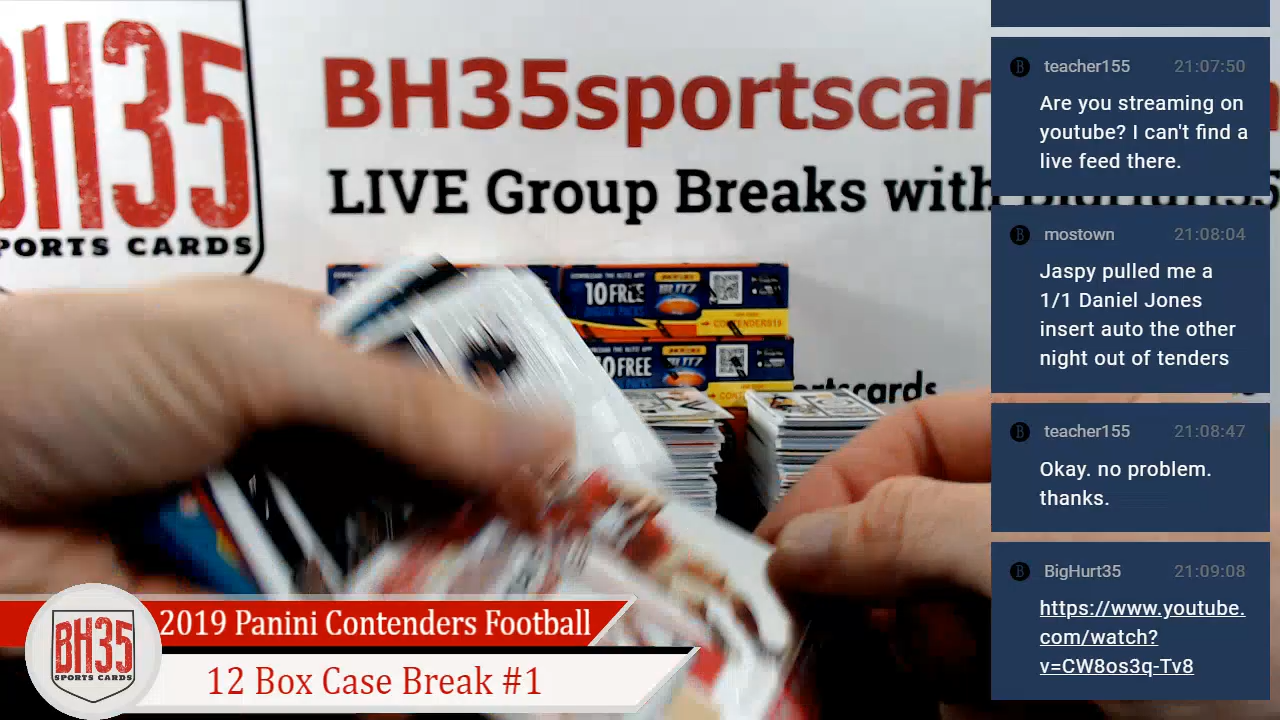 BH35
SPORTS CARDS
BH35sportscar
LIVE Group Breaks with
10 FREE
BLITZ
CONTENDERS19
FREE
BLITZ
BH35
SPORTS CARDS
2019 Panini Contenders Football
12 Box Case Break #1
teacher155 21:07:50
Are you streaming on
youtube? I can't find a
live feed there.
mostown 21:08:04
Jaspy pulled me a
1/1 Daniel Jones
insert auto the other
night out of tenders
teacher155 21:08:47
Okay. no problem.
thanks.
BigHurt35 21:09:08
https://www.youtube.
com/watch?
v=CW8os3q-Tv8